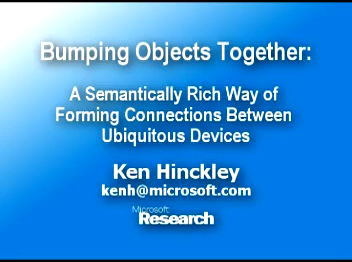 Bumping Objects Together:
A Semantically Rich Way of
Forming Connections Between
Ubiquitous Devices
Ken Hinckley
kenh@microsoft.com
Microsoft
Research